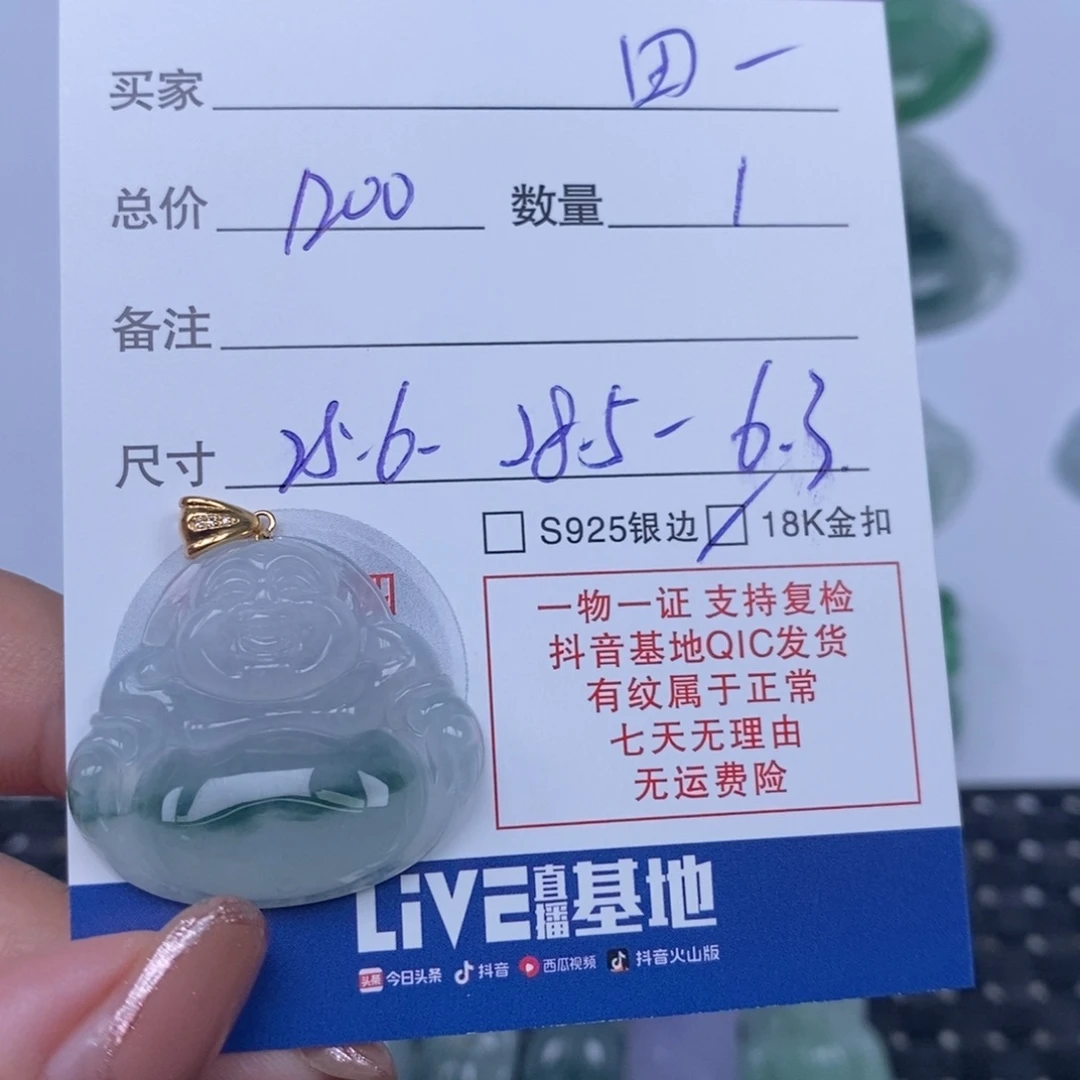 买家 田一
总价 1200 数量 1
备注
尺寸 25.6- 28.5- 6.3
S925银边 18K金扣
一物一证 支持复检
抖音基地QIC发货
有纹属于正常
七天无理由
无运费险
LiVE直播基地
头条 今日头条 抖音 西瓜视频 抖音火山版